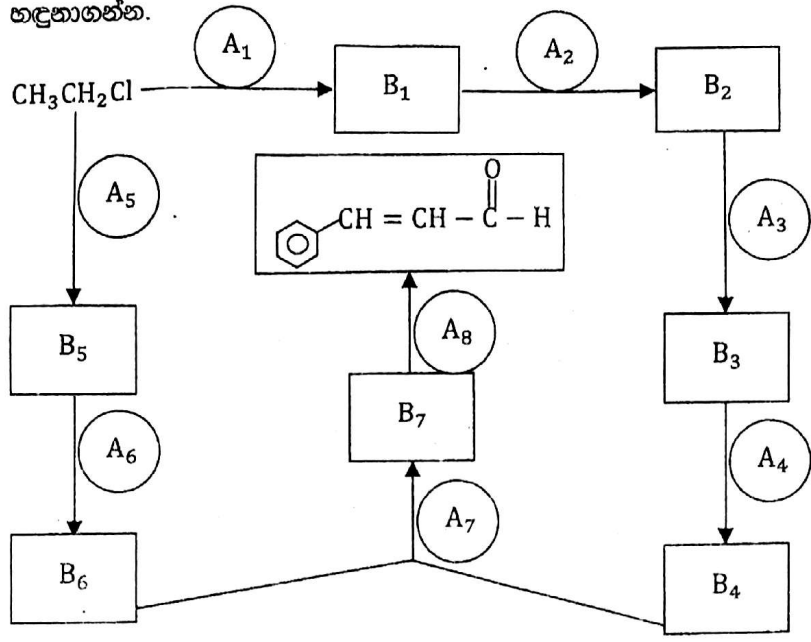 හඳුනාගන්න.
A₁
A₂
CH₃CH₂Cl
B₁
B₂
A₅
O
CH = CH − C − H
A₃
A₈
B₅
B₃
B₇
A₆
A₄
A₇
B₆
B₄